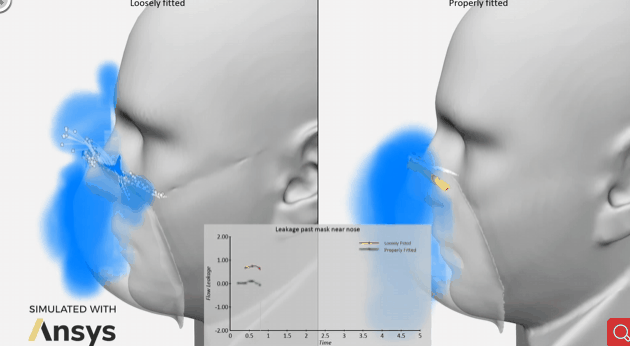 Loosely fitted
Properly fitted
Leakage past mask near nose
Loosely Fitted
Properly Fitted
Flow Leakage
2.00
1.00
0.00
-1.00
-2.00
0 0.5 1 1.5 2 2.5 3 3.5 4 4.5 5
Time
SIMULATED WITH
Ansys